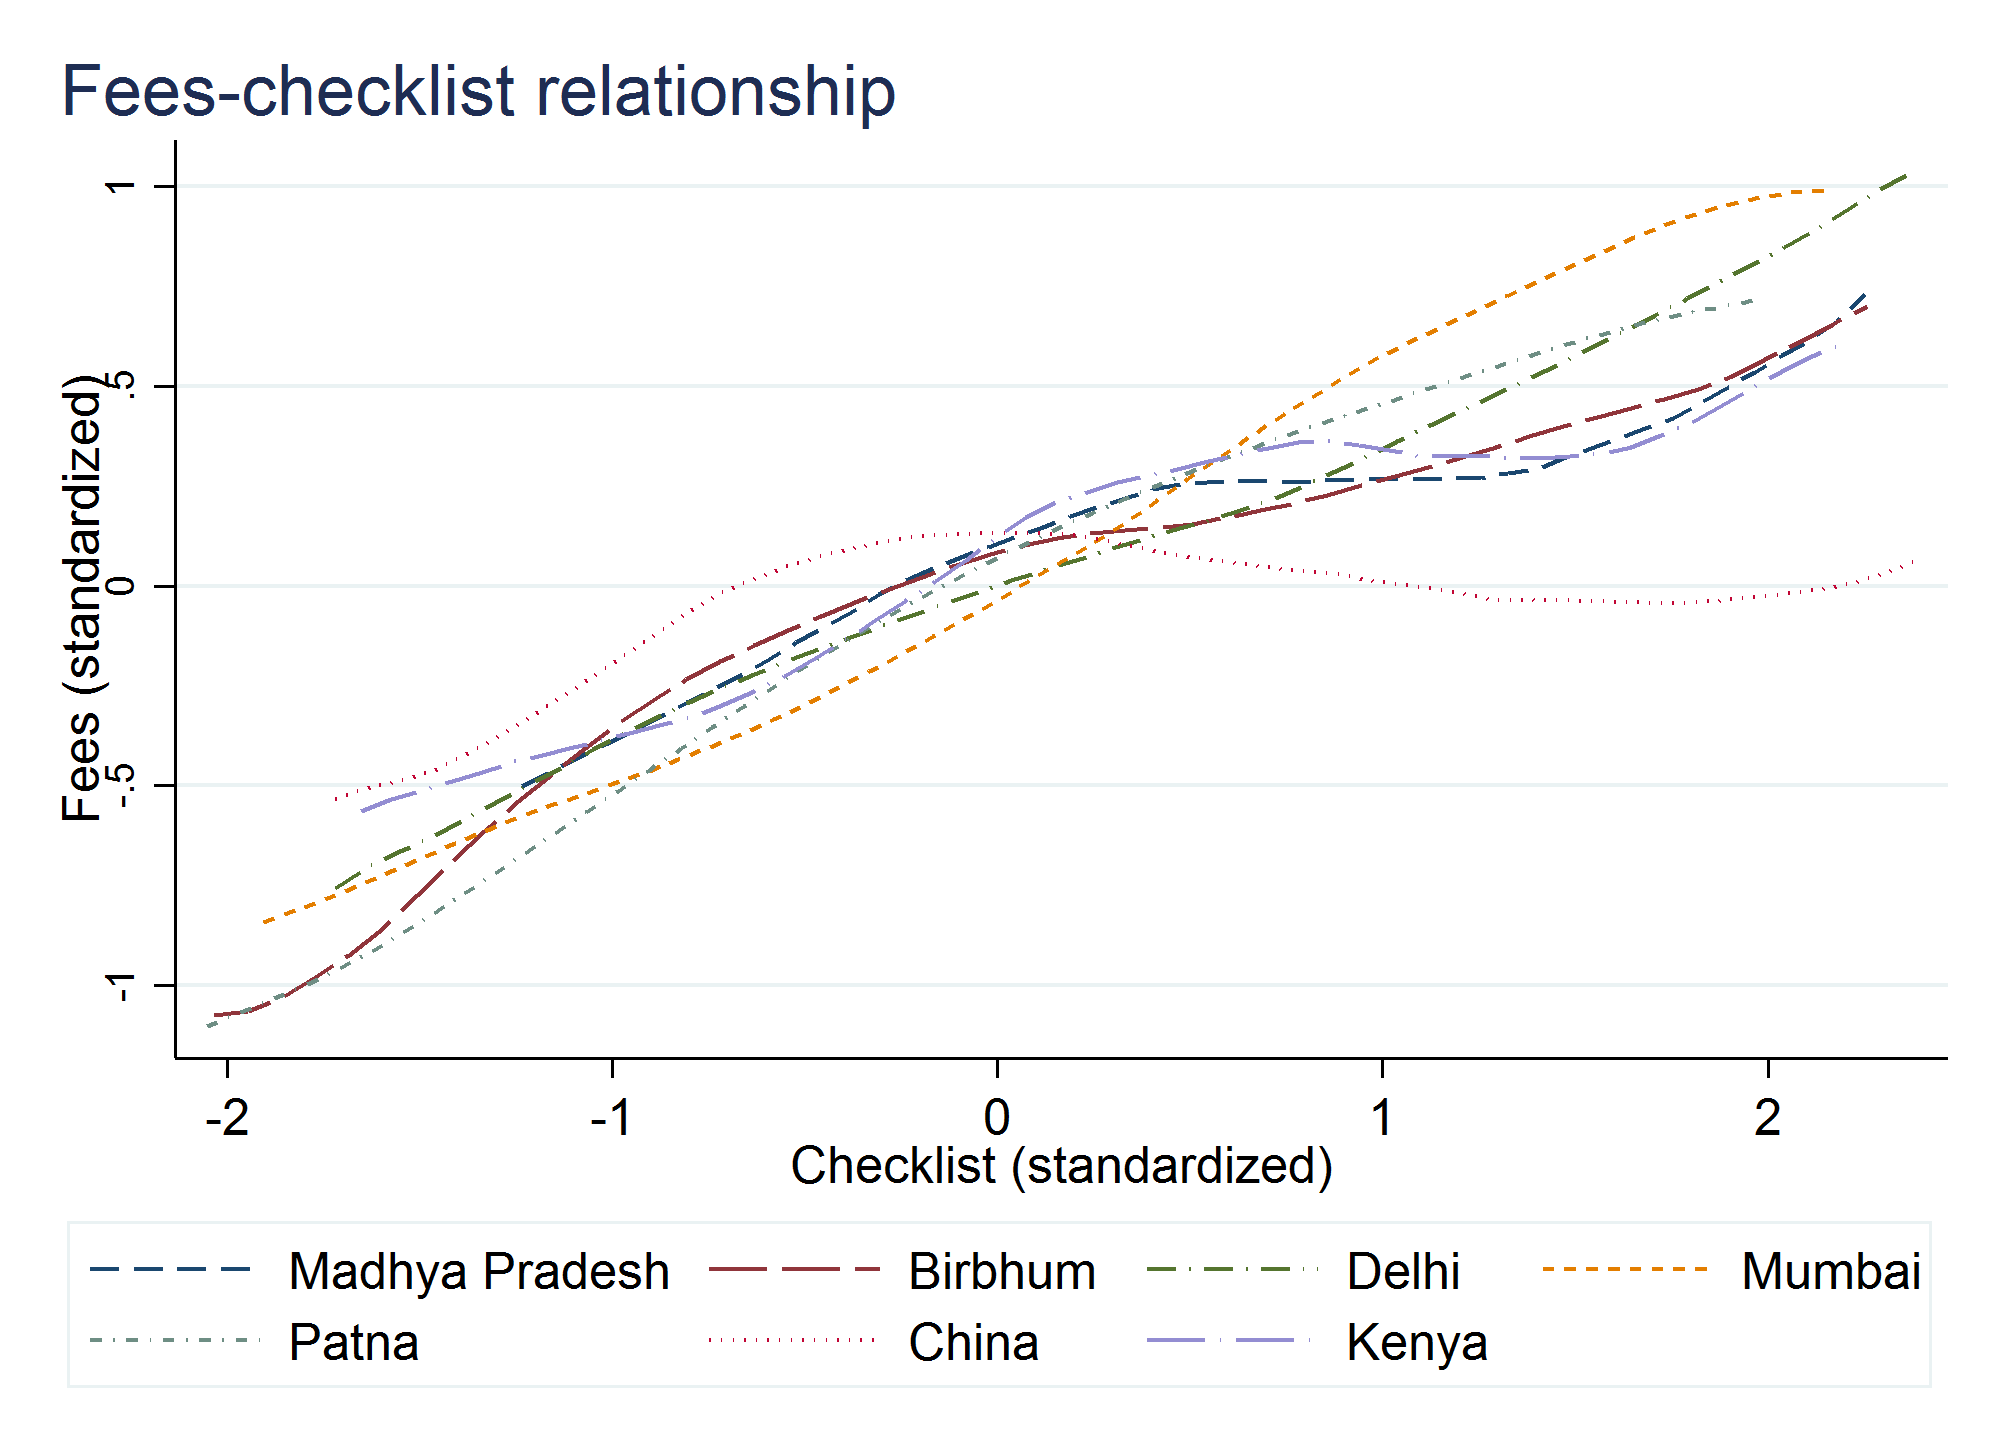 Fees-checklist relationship
Fees (standardized)
1
.5
0
-.5
-1
-2 -1 0 1 2
Checklist (standardized)
Madhya Pradesh Birbhum Delhi Mumbai
Patna China Kenya